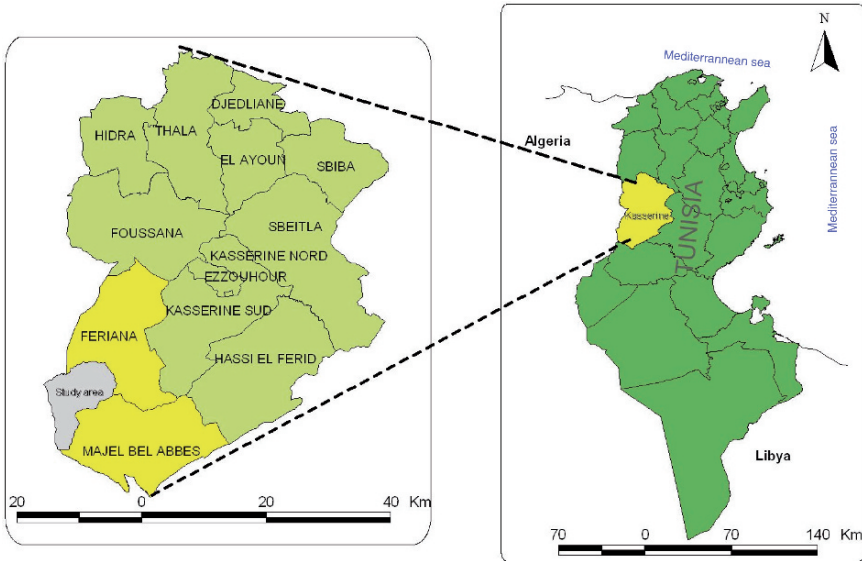 DJEDLIANE
HIDRA
THALA
EL AYOUN
SBIBA
SBEITLA
FOUSSANA
KASSERINE NORD
EZZOUHOUR
KASSERINE SUD
FERIANA
HASSI EL FERID
Study area
MAJEL BEL ABBES
20 0 20 40 Km
N
Mediterranean sea
Algeria
Mediterrannean sea
Kasserine
TUNISIA
Libya
70 0 70 140 Km